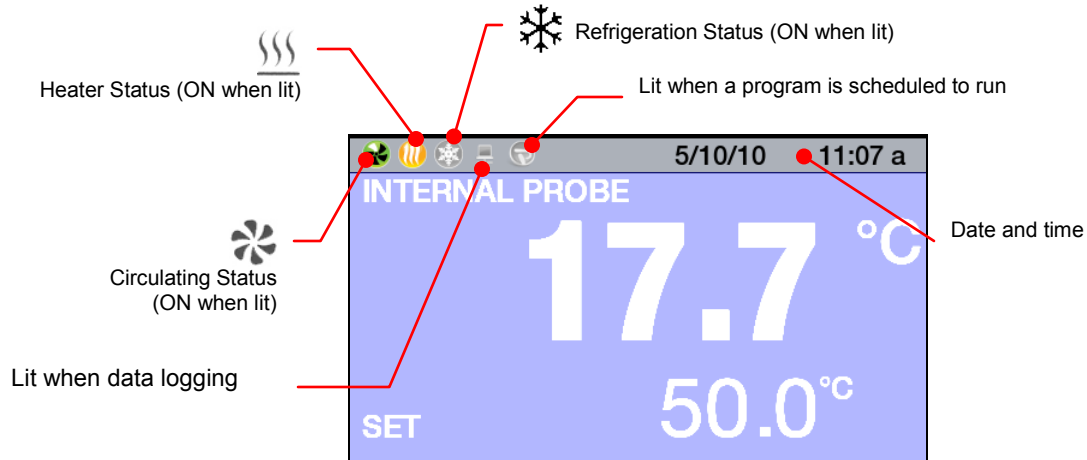 Refrigeration Status (ON when lit)
Heater Status (ON when lit)
Lit when a program is scheduled to run
5/10/10 11:07 a
INTERNAL PROBE
17.7 °C
Date and time
Circulating Status
(ON when lit)
Lit when data logging
50.0°C
SET